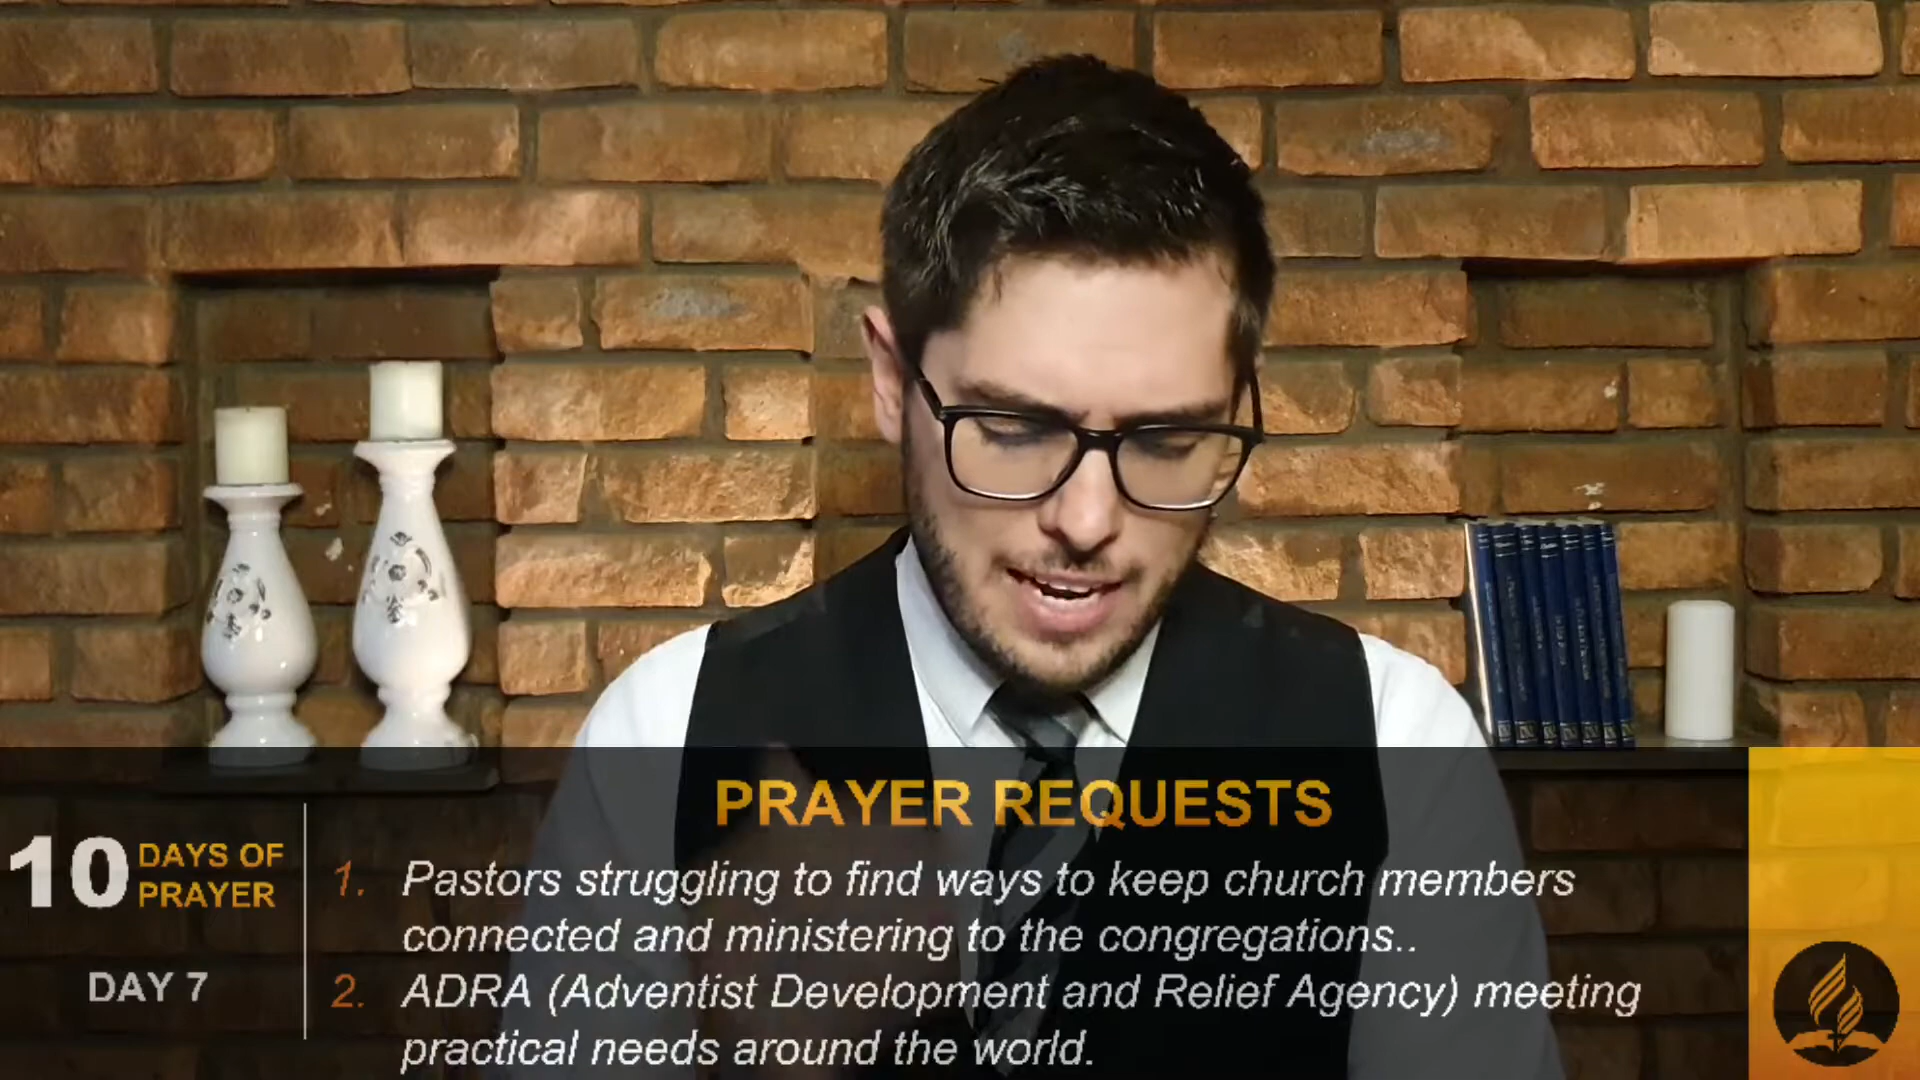 PRAYER REQUESTS
10 DAYS OF
PRAYER
DAY 7
1. Pastors struggling to find ways to keep church members
connected and ministering to the congregations..
2. ADRA (Adventist Development and Relief Agency) meeting
practical needs around the world.